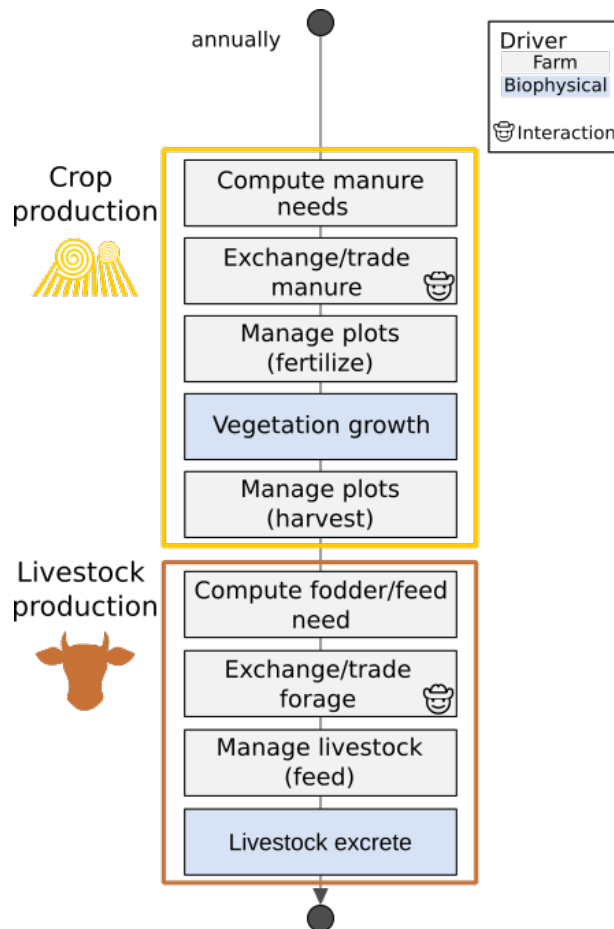 annually
Driver
Farm
Biophysical
Interaction
Crop
production
Compute manure
needs
Exchange/trade
manure
Manage plots
(fertilize)
Vegetation growth
Manage plots
(harvest)
Livestock
production
Compute fodder/feed
need
Exchange/trade
forage
Manage livestock
(feed)
Livestock excrete